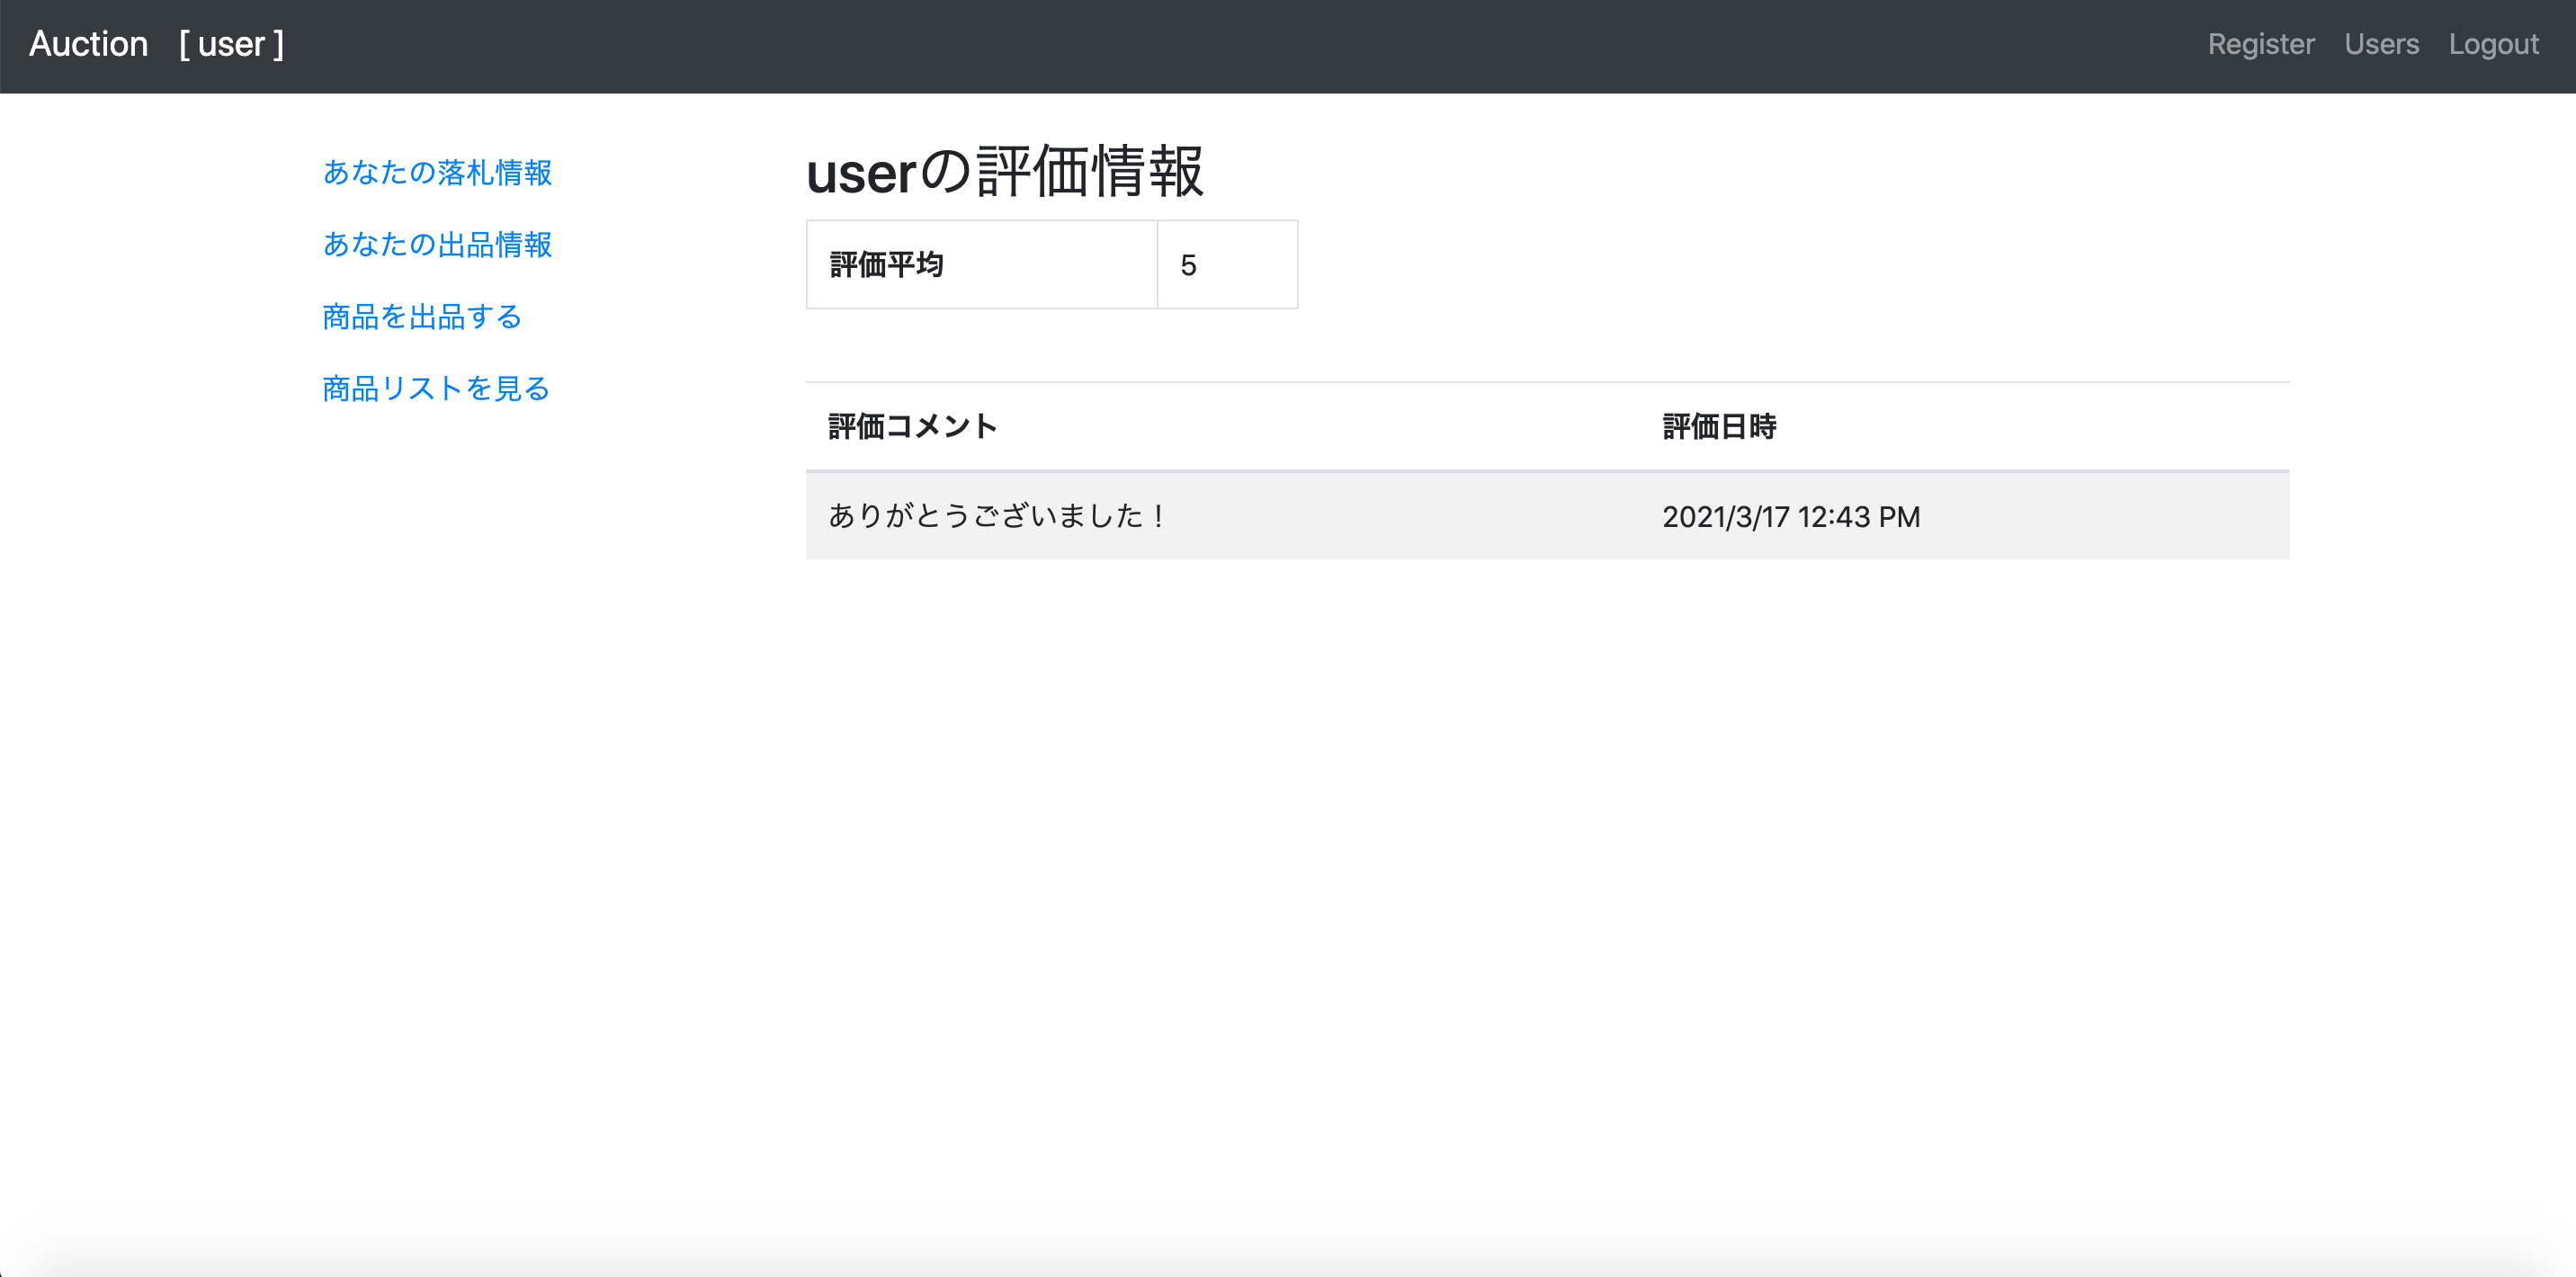 Auction [ user ] Register Users Logout
あなたの落札情報
あなたの出品情報
商品を出品する
商品リストを見る
userの評価情報
評価平均 5
評価コメント 評価日時
ありがとうございました！ 2021/3/17 12:43 PM